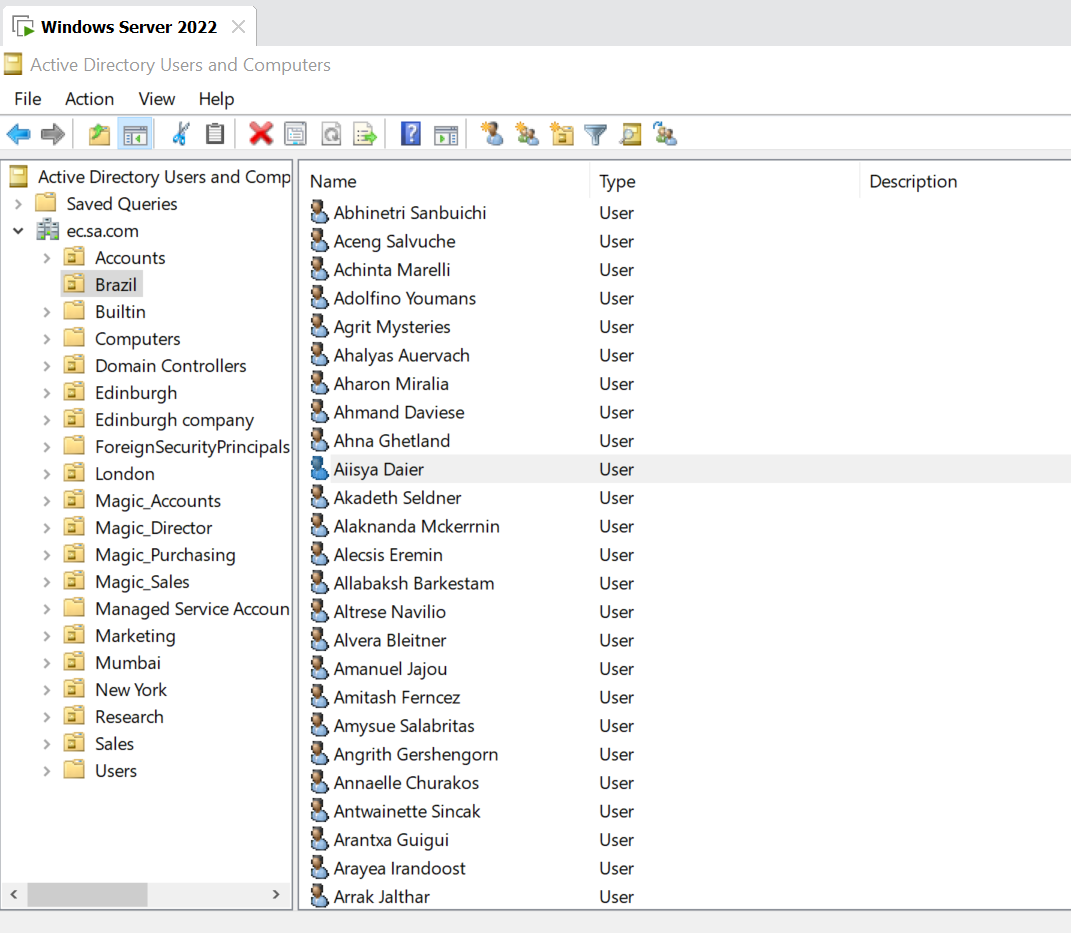 Windows Server 2022
Active Directory Users and Computers
File Action View Help
Active Directory Users and Comp
Saved Queries
ec.sa.com
Accounts
Brazil
Builtin
Computers
Domain Controllers
Edinburgh
Edinburgh company
ForeignSecurityPrincipals
London
Magic_Accounts
Magic_Director
Magic_Purchasing
Magic_Sales
Managed Service Accoun
Marketing
Mumbai
New York
Research
Sales
Users
Name Type Description
Abhinetri Sanbuichi User
Aceng Salvuche User
Achinta Marelli User
Adolfino Youmans User
Agrit Mysteries User
Ahalyas Auervach User
Aharon Miralia User
Ahmand Daviese User
Ahna Ghetland User
Aiisya Daier User
Akadeth Seldner User
Alaknanda Mckerrnin User
Alecsis Eremin User
Allabaksh Barkestam User
Altrese Navilio User
Alvera Bleitner User
Amanuel Jajou User
Amitash Ferncez User
Amysue Salabritas User
Angrith Gershengorn User
Annaelle Churakos User
Antwainette Sincak User
Arantxa Guigui User
Arayea Irandoost User
Arrak Jalthar User